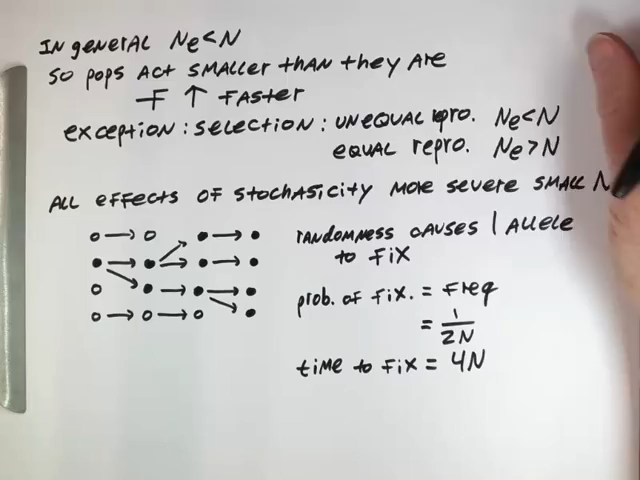 IN general Ne < N
SO pops ACT SMALLER than they ARE
F ↑ FASTER
exception: SELECTION: UNEQUAL repro. Ne < N
EQUAL repro. Ne > N
ALL effects of stochasicity more severe SMALL N
RANDOMNESS CAUSES 1 ALLELE
to FIX
prob. of FIX. = Freq
= 1/2N
time to FIX = 4N